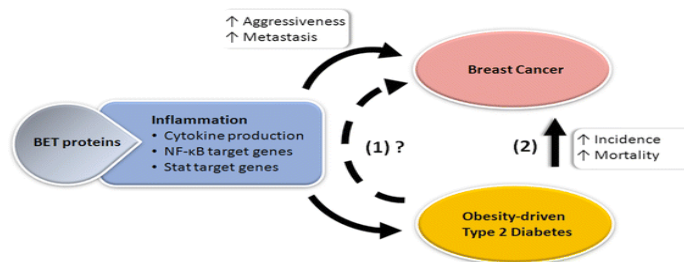 ↑ Aggressiveness
↑ Metastasis
Breast Cancer
BET proteins
Inflammation
• Cytokine production
• NF-κB target genes
• Stat target genes
(1) ?
(2)
↑ Incidence
↑ Mortality
Obesity-driven
Type 2 Diabetes